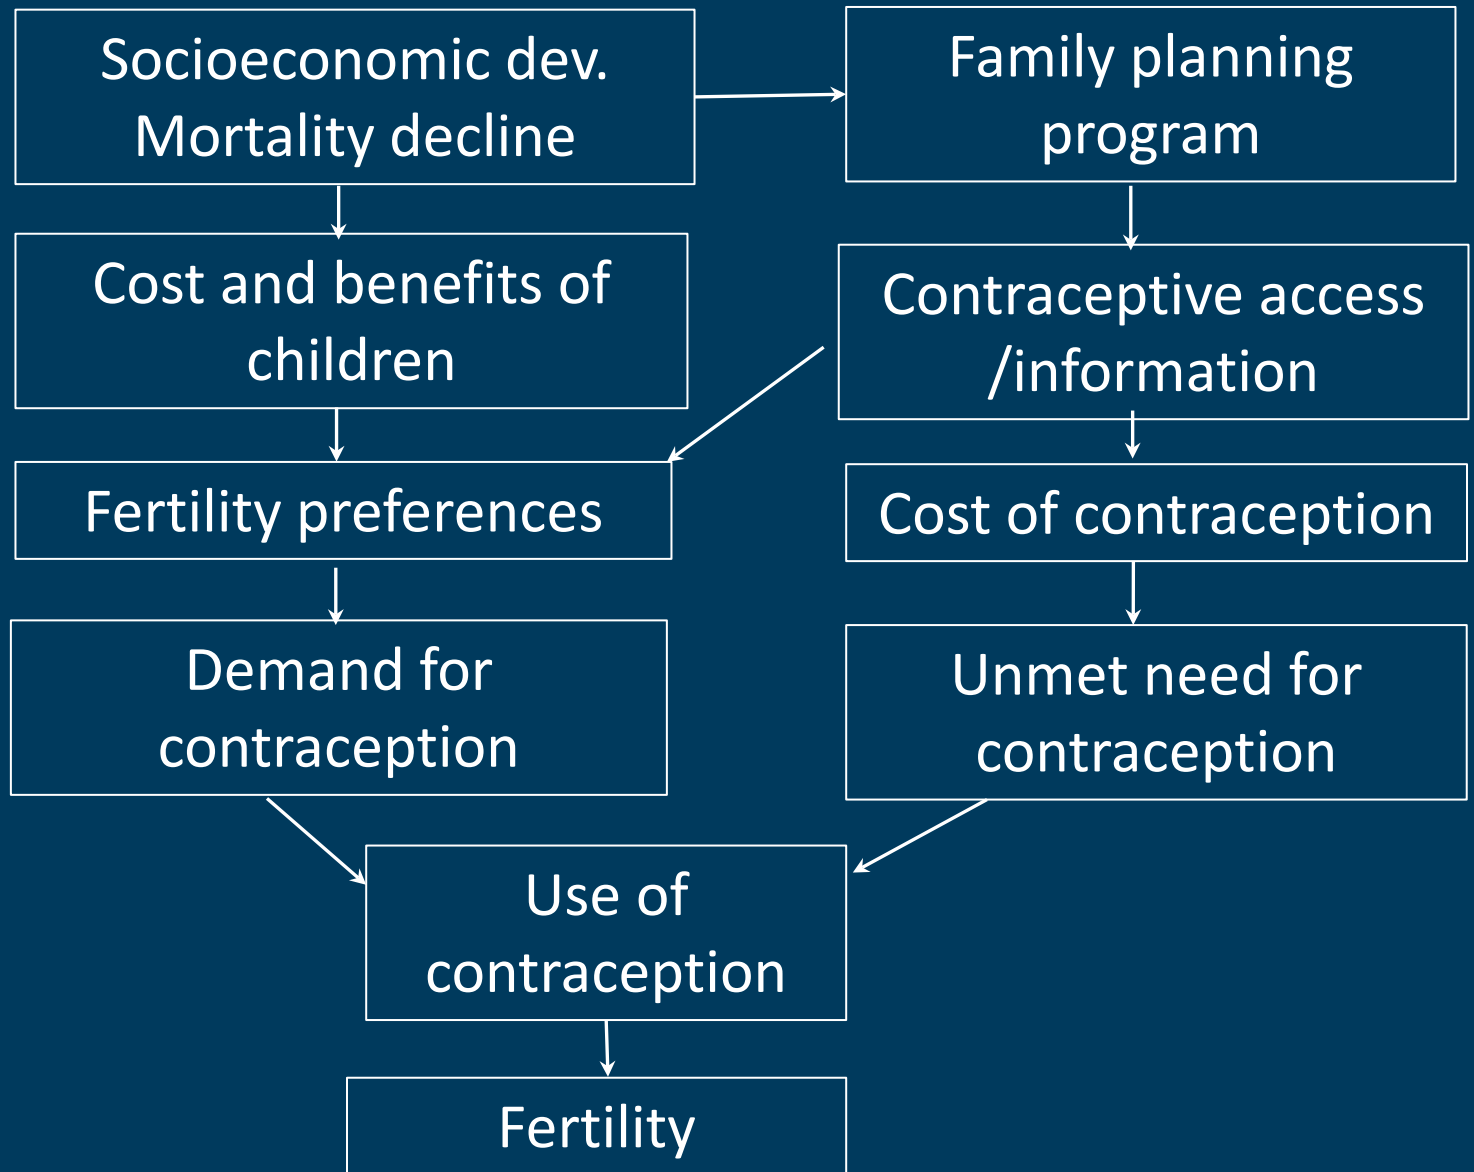 Socioeconomic dev.
Mortality decline
Family planning
program
Cost and benefits of
children
Contraceptive access
/information
Fertility preferences
Cost of contraception
Demand for
contraception
Unmet need for
contraception
Use of
contraception
Fertility